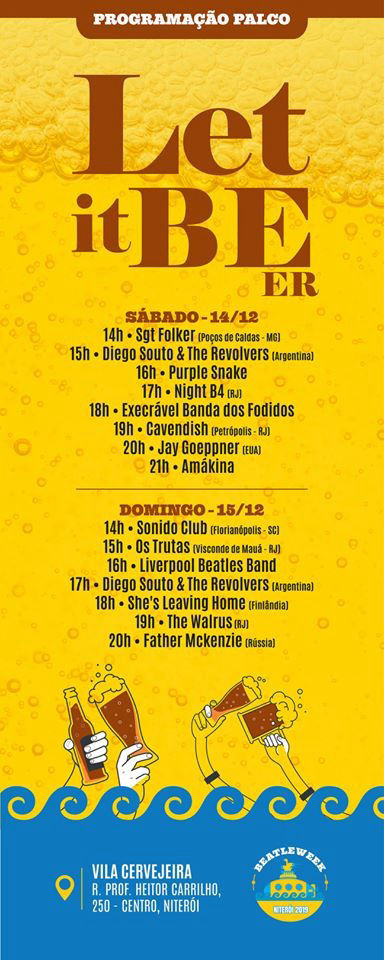 PROGRAMAÇÃO PALCO
Let
it BE
ER
SÁBADO - 14/12
14h • Sgt Folker (Poços de Caldas - MG)
15h • Diego Souto & The Revolvers (Argentina)
16h • Purple Snake
17h • Night B4 (RJ)
18h • Execrável Banda dos Fodidos
19h • Cavendish (Petrópolis - RJ)
20h • Jay Goeppner (EUA)
21h • Amákina
DOMINGO - 15/12
14h • Sonido Club (Florianópolis - SC)
15h • Os Trutas (Visconde de Mauá - RJ)
16h • Liverpool Beatles Band
17h • Diego Souto & The Revolvers (Argentina)
18h • She's Leaving Home (Finlândia)
19h • The Walrus (RJ)
20h • Father Mckenzie (Rússia)
VILA CERVEJEIRA
R. PROF. HEITOR CARRILHO,
250 - CENTRO, NITERÓI
BEATLEWEEK
NITERÓI 2019